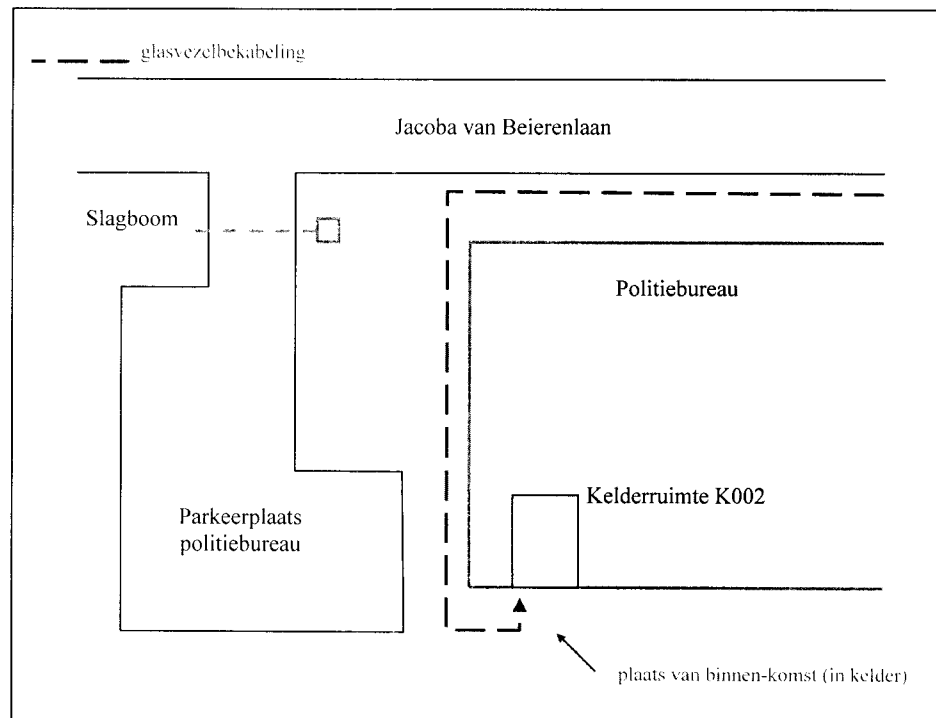 glasvezelbekabeling
Jacoba van Beierenlaan
Slagboom
Politiebureau
Kelderruimte K002
Parkeerplaats
politiebureau
plaats van binnen-komst (in kelder)